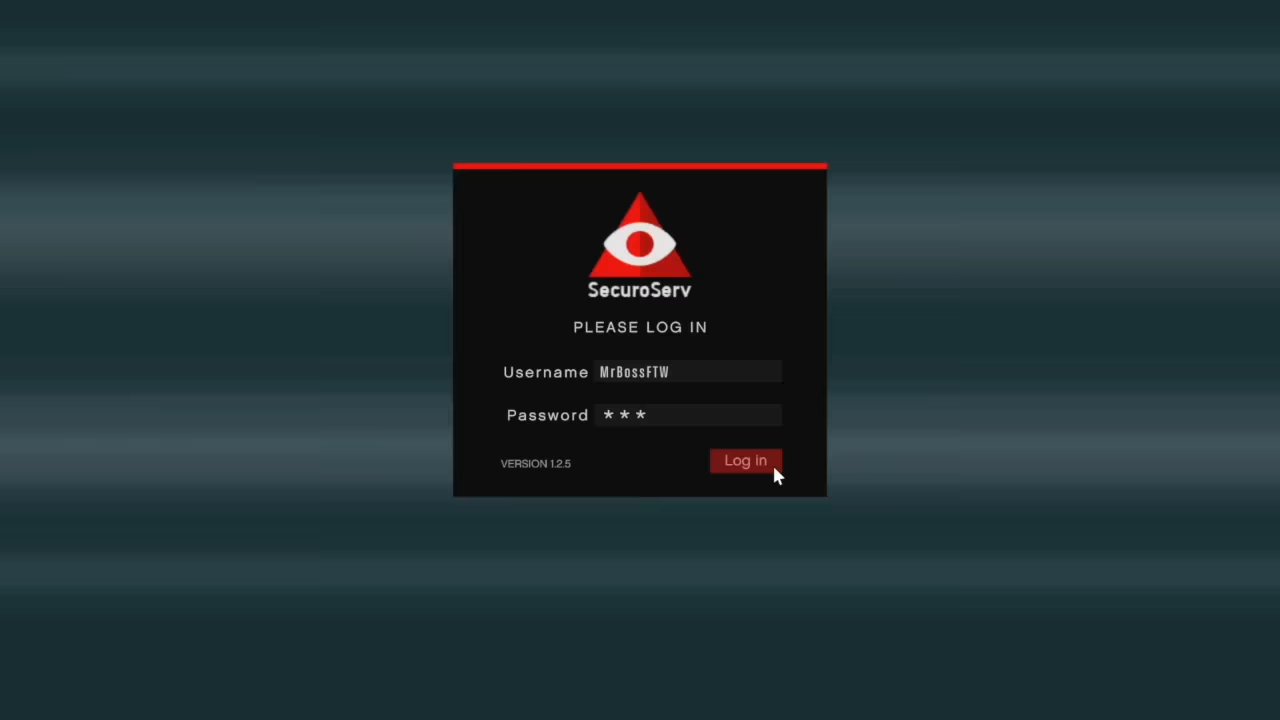 SecuroServ
PLEASE LOG IN
Username MrBossFTW
Password ***
VERSION 1.2.5
Log in